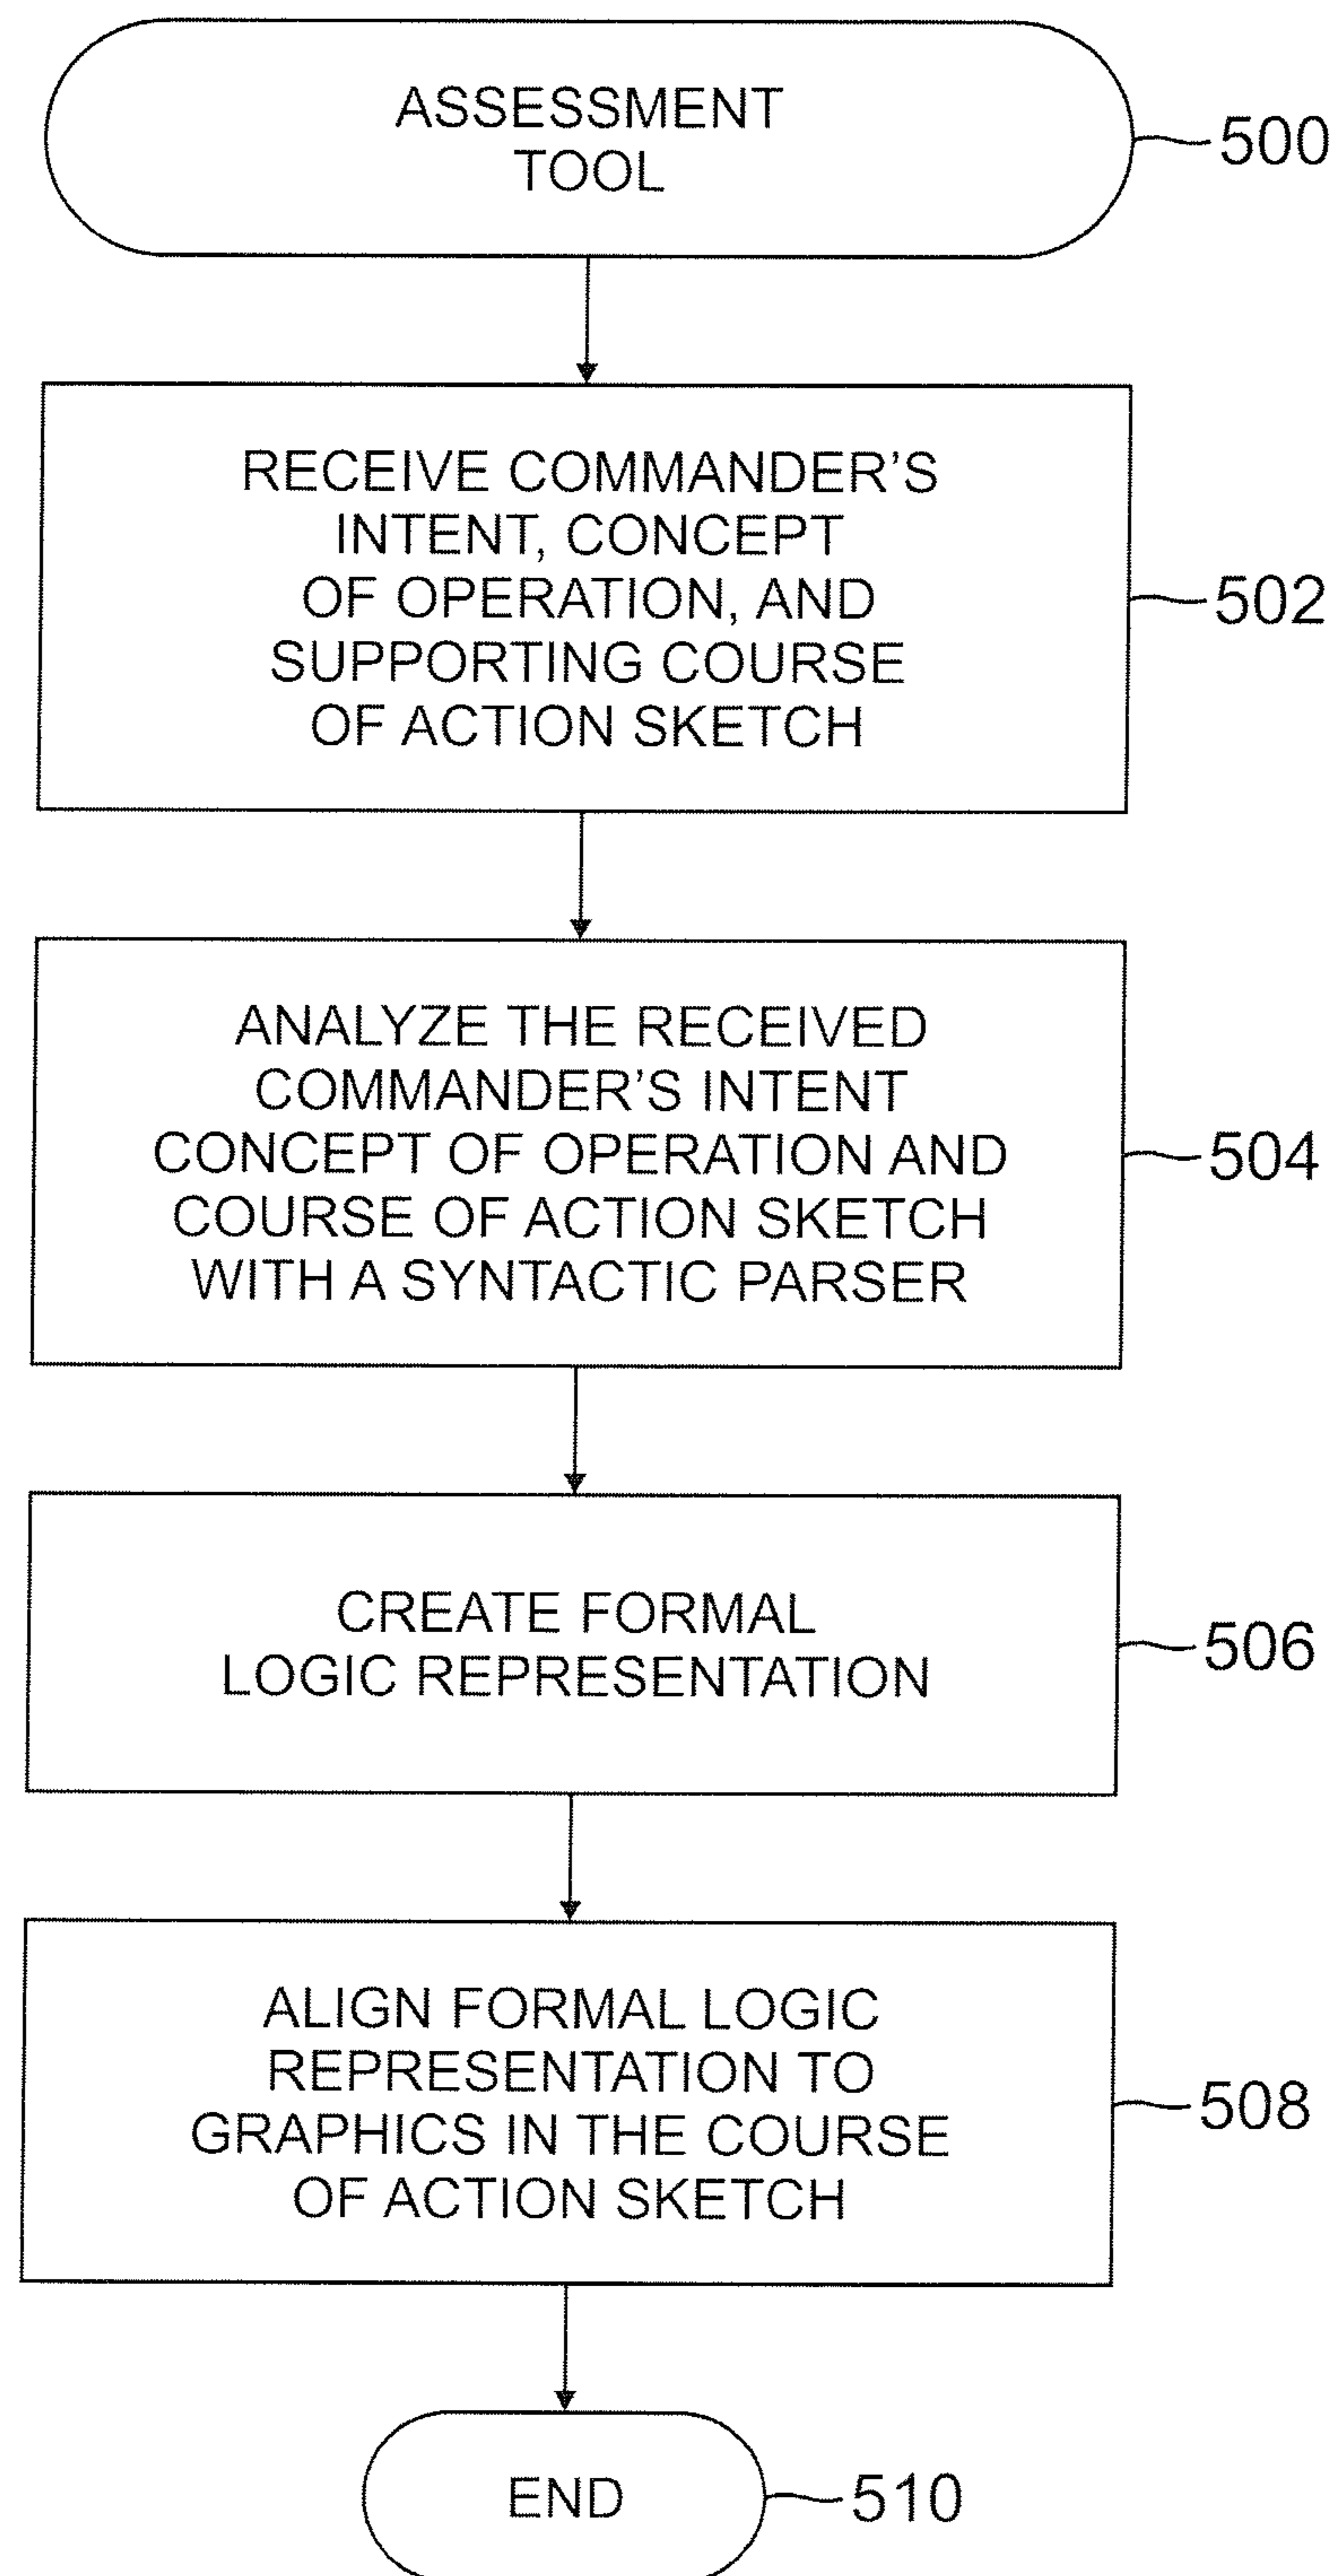 ASSESSMENT
TOOL
500
RECEIVE COMMANDER'S
INTENT, CONCEPT
OF OPERATION, AND
SUPPORTING COURSE
OF ACTION SKETCH
502
ANALYZE THE RECEIVED
COMMANDER'S INTENT
CONCEPT OF OPERATION AND
COURSE OF ACTION SKETCH
WITH A SYNTACTIC PARSER
504
CREATE FORMAL
LOGIC REPRESENTATION
506
ALIGN FORMAL LOGIC
REPRESENTATION TO
GRAPHICS IN THE COURSE
OF ACTION SKETCH
508
END
510